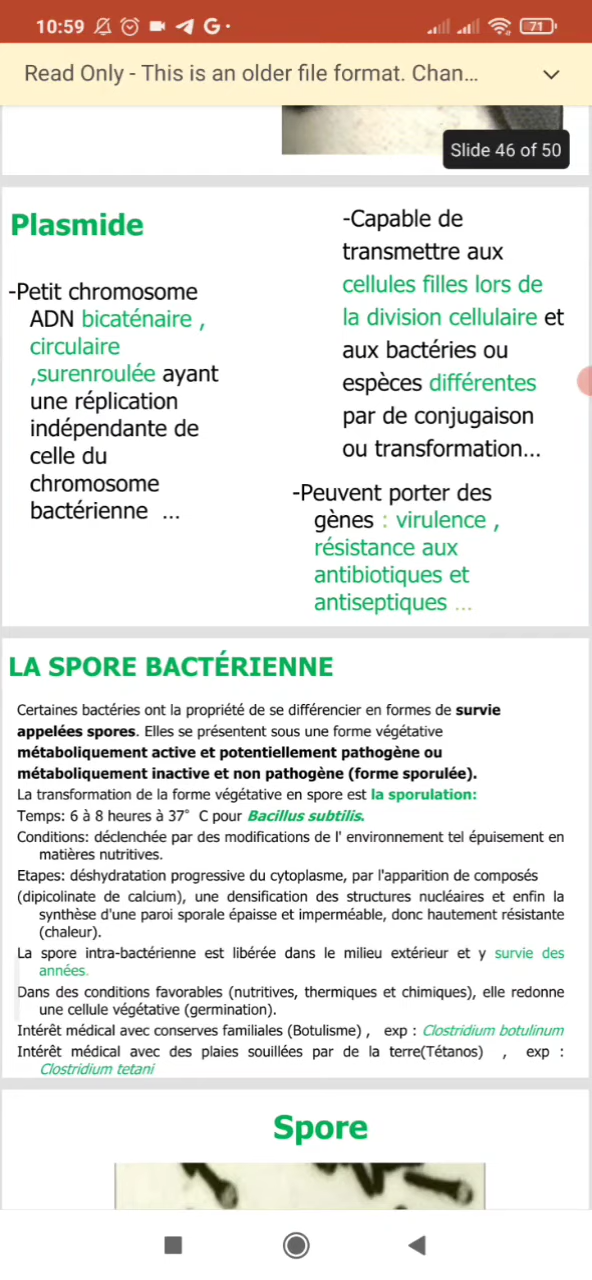 10:59
71
Read Only - This is an older file format. Chan...
Slide 46 of 50
Plasmide
-Petit chromosome
ADN bicaténaire ,
circulaire
,surenroulée ayant
une réplication
indépendante de
celle du
chromosome
bactérienne ...
-Capable de
transmettre aux
cellules filles lors de
la division cellulaire et
aux bactéries ou
espèces différentes
par de conjugaison
ou transformation...
-Peuvent porter des
gènes : virulence ,
résistance aux
antibiotiques et
antiseptiques ...
LA SPORE BACTÉRIENNE
Certaines bactéries ont la propriété de se différencier en formes de survie
appelées spores. Elles se présentent sous une forme végétative
métaboliquement active et potentiellement pathogène ou
métaboliquement inactive et non pathogène (forme sporulée).
La transformation de la forme végétative en spore est la sporulation:
Temps: 6 à 8 heures à 37° C pour Bacillus subtilis.
Conditions: déclenchée par des modifications de l' environnement tel épuisement en
matières nutritives.
Etapes: déshydratation progressive du cytoplasme, par l'apparition de composés
(dipicolinate de calcium), une densification des structures nucléaires et enfin la
synthèse d'une paroi sporale épaisse et imperméable, donc hautement résistante
(chaleur).
La spore intra-bactérienne est libérée dans le milieu extérieur et y survie des
années.
Dans des conditions favorables (nutritives, thermiques et chimiques), elle redonne
une cellule végétative (germination).
Intérêt médical avec conserves familiales (Botulisme) , exp : Clostridium botulinum
Intérêt médical avec des plaies souillées par de la terre(Tétanos) , exp :
Clostridium tetani
Spore